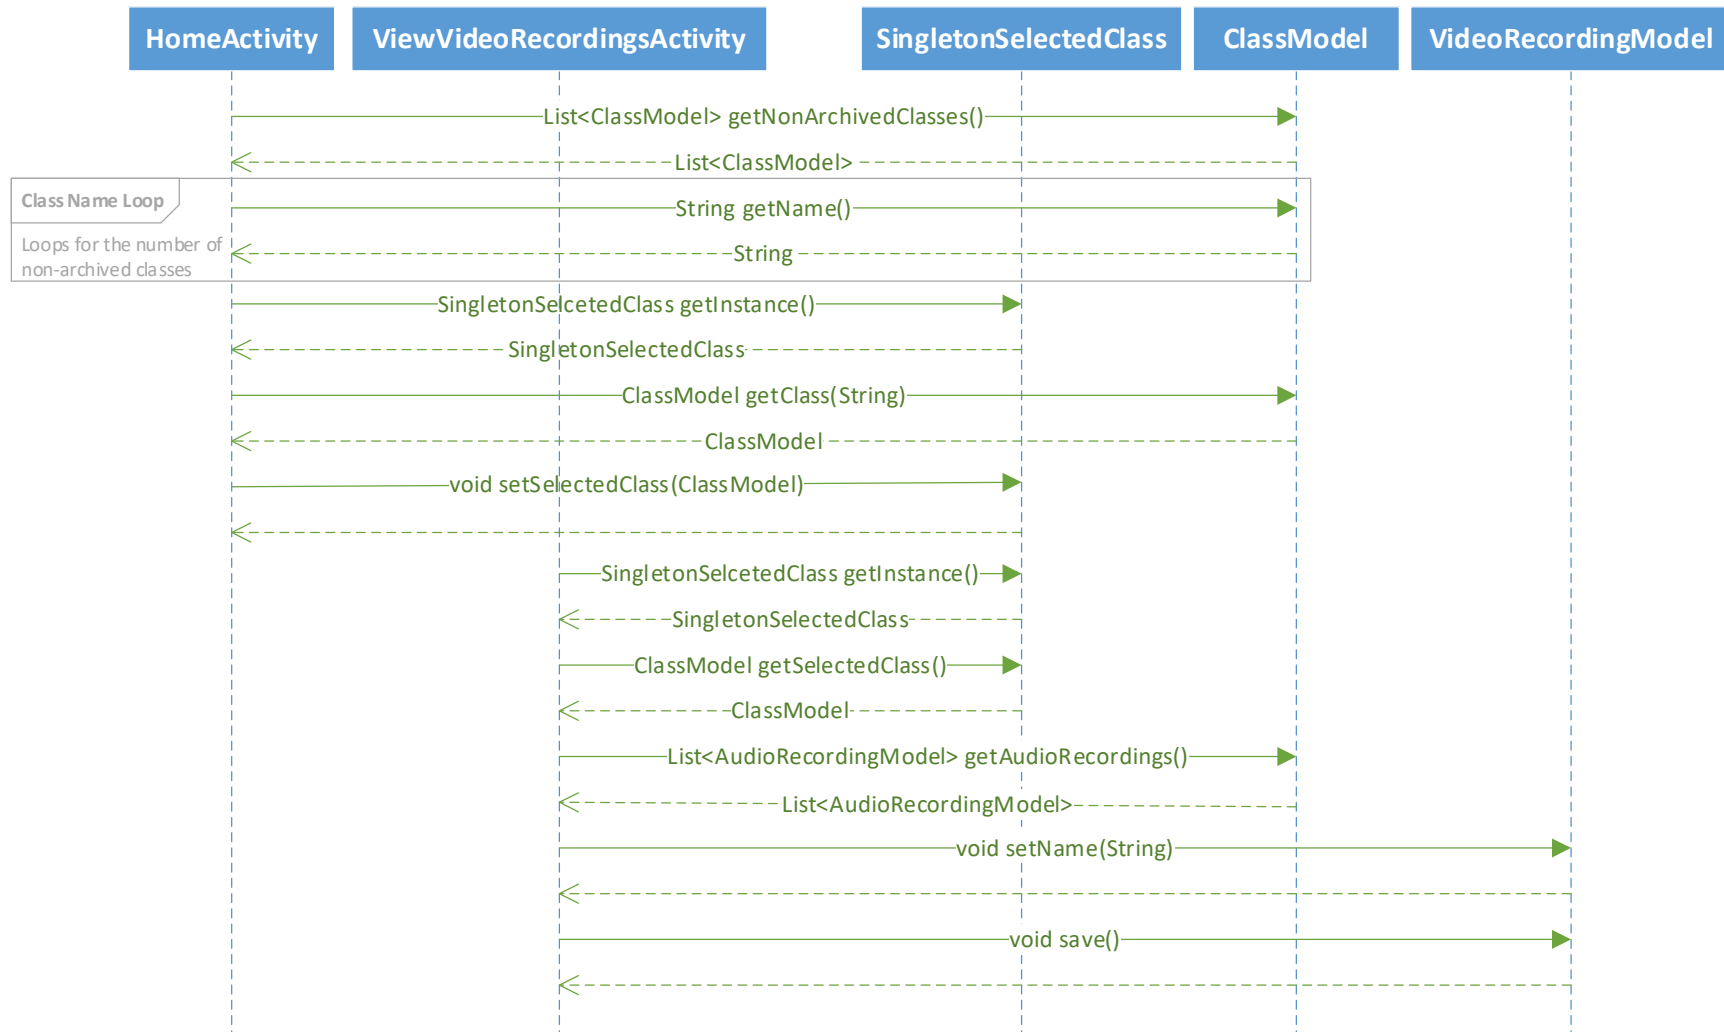 HomeActivity
ViewVideoRecordingsActivity
SingletonSelectedClass
ClassModel
VideoRecordingModel
List<ClassModel> getNonArchivedClasses()
List<ClassModel>
Class Name Loop
String getName()
Loops for the number of
non-archived classes
String
SingletonSelcetedClass getInstance()
SingletonSelectedClass
ClassModel getClass(String)
ClassModel
void setSelectedClass(ClassModel)
SingletonSelcetedClass getInstance()
SingletonSelectedClass
ClassModel getSelectedClass()
ClassModel
List<AudioRecordingModel> getAudioRecordings()
List<AudioRecordingModel>
void setName(String)
void save()